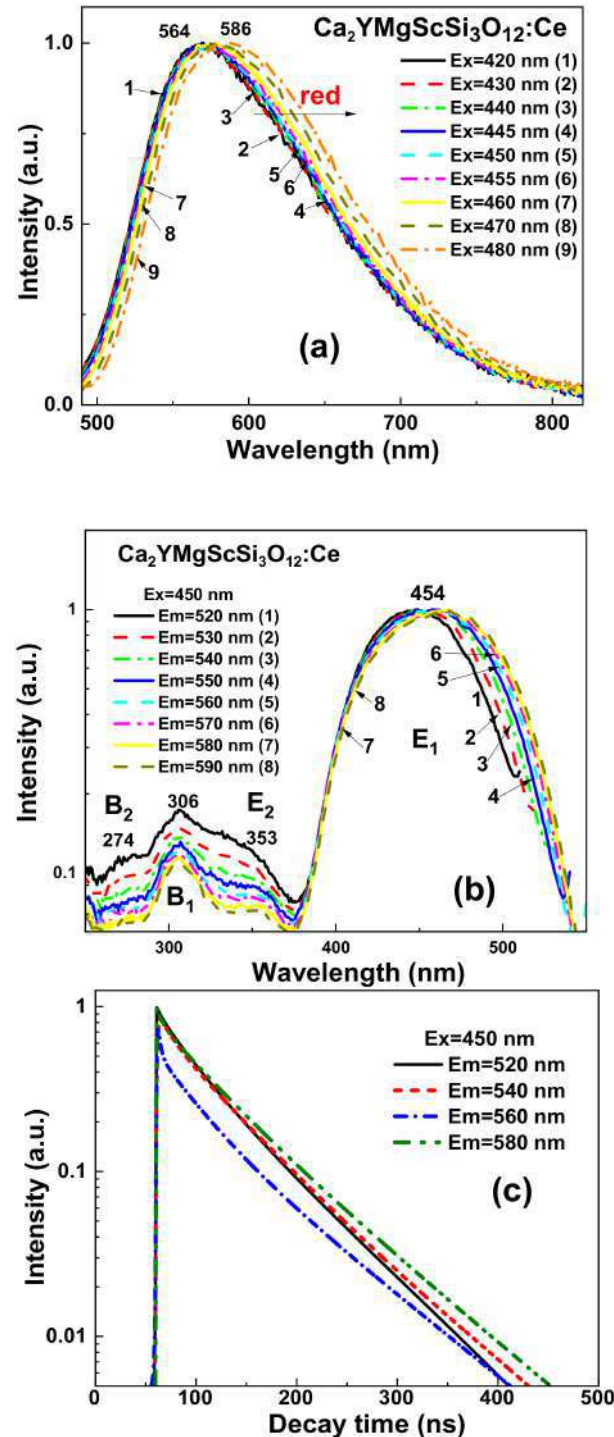 564 586 Ca2YMgScSi3O12:Ce
Ex=420 nm (1)
Ex=430 nm (2)
Ex=440 nm (3)
Ex=445 nm (4)
Ex=450 nm (5)
Ex=455 nm (6)
Ex=460 nm (7)
Ex=470 nm (8)
Ex=480 nm (9)
red
1
3
2
5
6
4
7
8
9
(a)
1.0
0.5
0.0
Intensity (a.u.)
500 600 700 800
Wavelength (nm)
Ca2YMgScSi3O12:Ce
Ex=450 nm
Em=520 nm (1)
Em=530 nm (2)
Em=540 nm (3)
Em=550 nm (4)
Em=560 nm (5)
Em=570 nm (6)
Em=580 nm (7)
Em=590 nm (8)
454
6
5
8
1
7
E1
2
3
4
B2 306 E2
274 353
B1
(b)
1
0.1
Intensity (a.u.)
300 400 500
Wavelength (nm)
Ex=450 nm
Em=520 nm
Em=540 nm
Em=560 nm
Em=580 nm
(c)
1
0.1
0.01
Intensity (a.u.)
0 100 200 300 400 500
Decay time (ns)